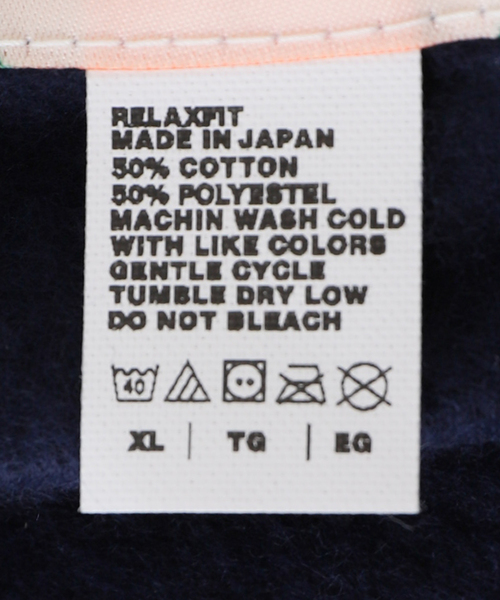 RELAXFIT
MADE IN JAPAN
50% COTTON
50% POLYESTEL
MACHIN WASH COLD
WITH LIKE COLORS
GENTLE CYCLE
TUMBLE DRY LOW
DO NOT BLEACH
40
XL | TG | EG